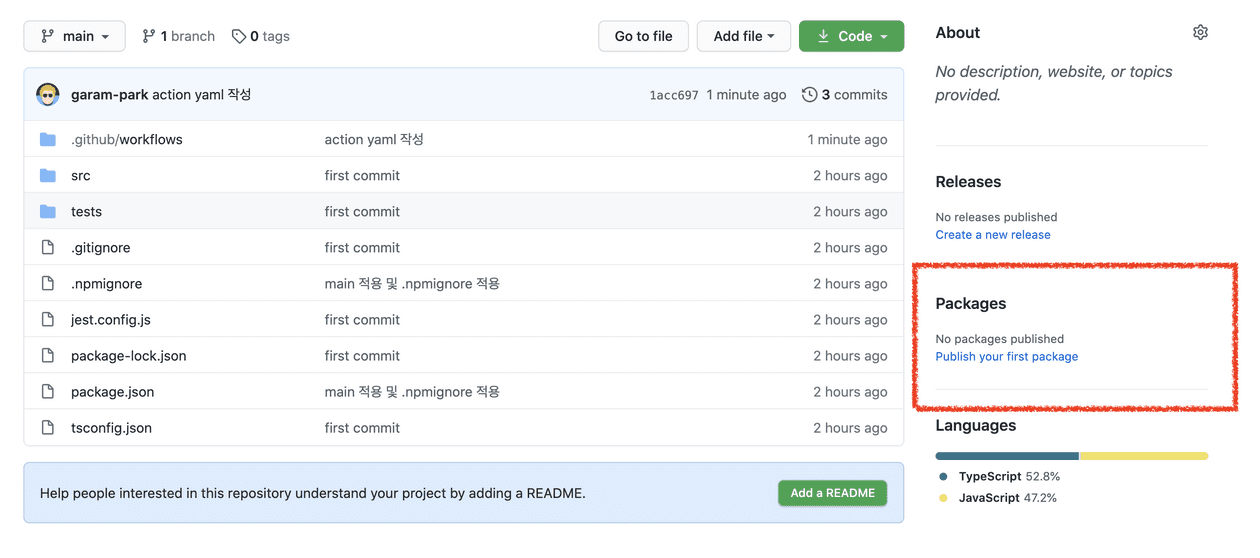 main 1 branch 0 tags Go to file Add file Code
garam-park action yaml 작성 1acc697 1 minute ago 3 commits
.github/workflows action yaml 작성 1 minute ago
src first commit 2 hours ago
tests first commit 2 hours ago
.gitignore first commit 2 hours ago
.npmignore main 적용 및 .npmignore 적용 2 hours ago
jest.config.js first commit 2 hours ago
package-lock.json first commit 2 hours ago
package.json main 적용 및 .npmignore 적용 2 hours ago
tsconfig.json first commit 2 hours ago
Help people interested in this repository understand your project by adding a README. Add a README
About
No description, website, or topics
provided.
Releases
No releases published
Create a new release
Packages
No packages published
Publish your first package
Languages
TypeScript 52.8%
JavaScript 47.2%